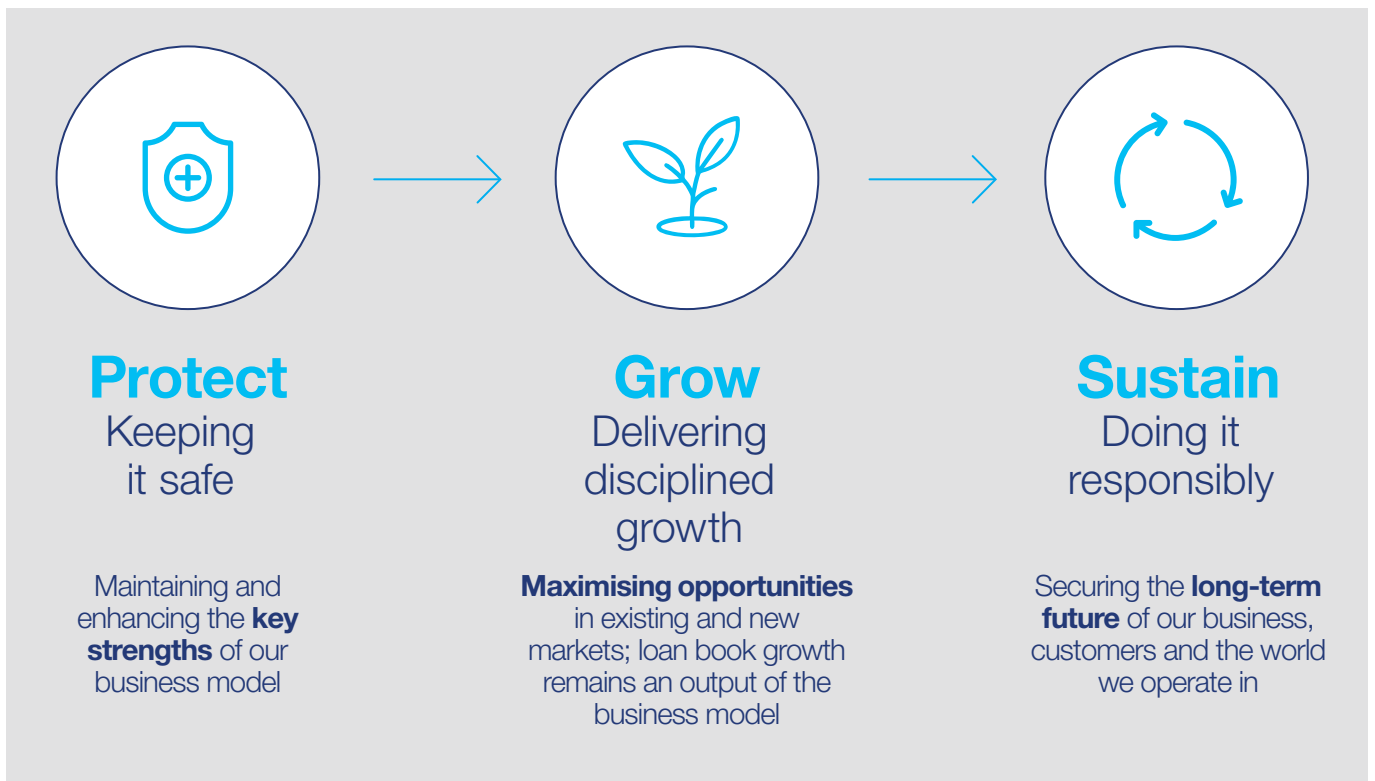 Protect
Keeping
it safe
Maintaining and
enhancing the key
strengths of our
business model
Grow
Delivering
disciplined
growth
Maximising opportunities
in existing and new
markets; loan book growth
remains an output of the
business model
Sustain
Doing it
responsibly
Securing the long-term
future of our business,
customers and the world
we operate in